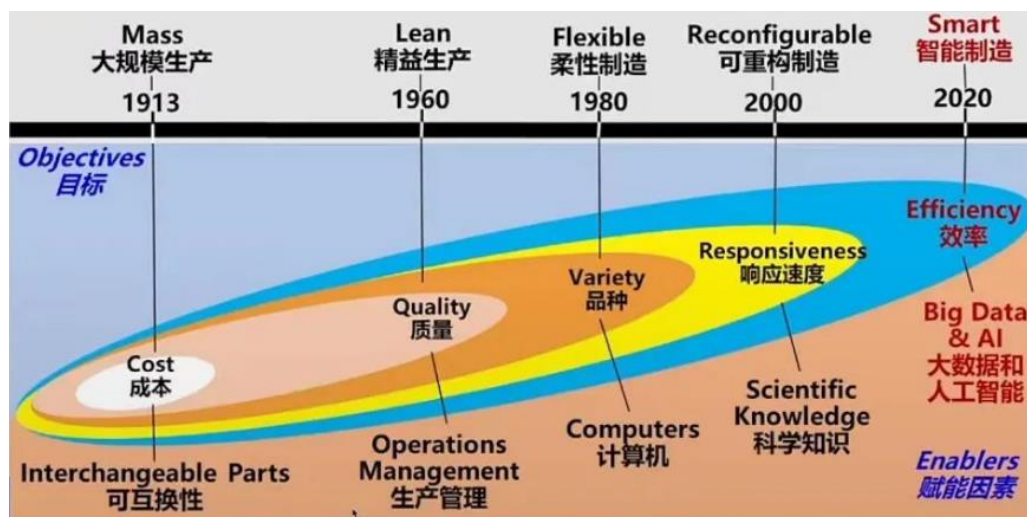 Mass
大规模生产
1913
Lean
精益生产
1960
Flexible
柔性制造
1980
Reconfigurable
可重构制造
2000
Smart
智能制造
2020
Objectives
目标
Cost
成本
Quality
质量
Variety
品种
Responsiveness
响应速度
Efficiency
效率
Interchangeable Parts
可互换性
Operations
Management
生产管理
Computers
计算机
Scientific
Knowledge
科学知识
Big Data
& AI
大数据和
人工智能
Enablers
赋能因素